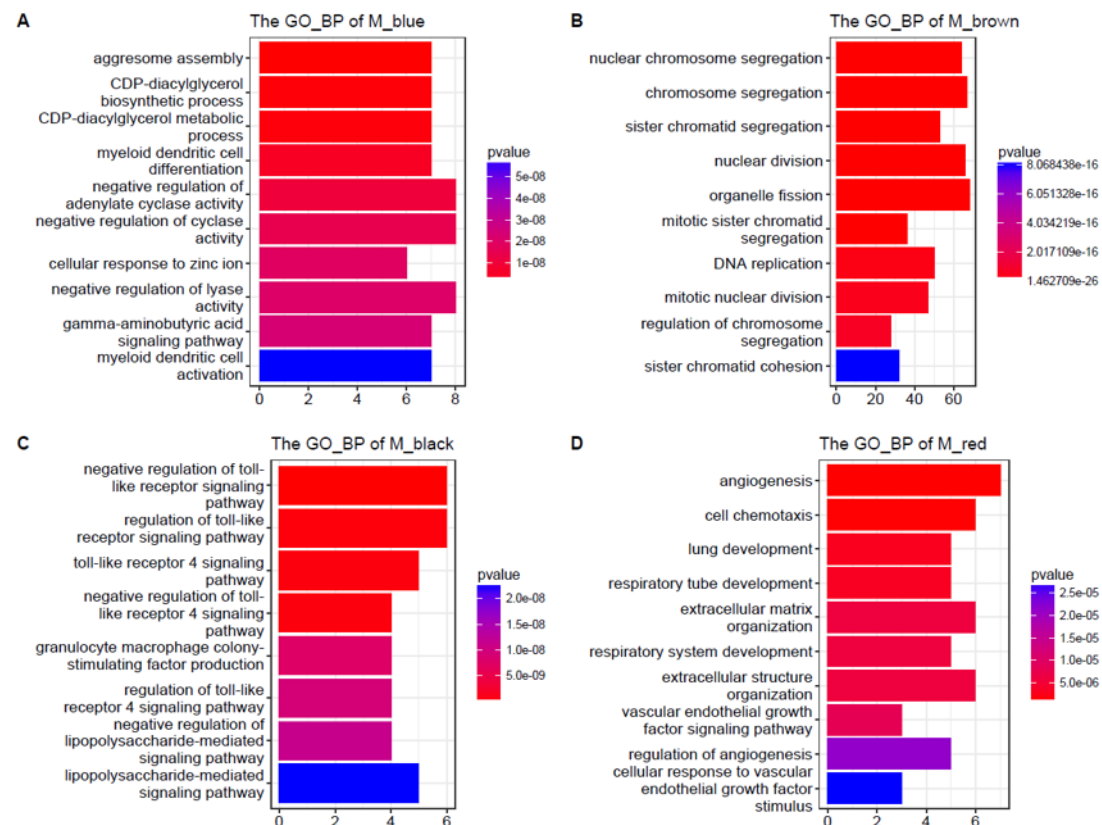 A
The GO_BP of M_blue
aggresome assembly
CDP-diacylglycerol
biosynthetic process
CDP-diacylglycerol metabolic
process
myeloid dendritic cell
differentiation
negative regulation of
adenylate cyclase activity
negative regulation of cyclase
activity
cellular response to zinc ion
negative regulation of lyase
activity
gamma-aminobutyric acid
signaling pathway
myeloid dendritic cell
activation
0 2 4 6 8
pvalue
5e-08
4e-08
3e-08
2e-08
1e-08
B
The GO_BP of M_brown
nuclear chromosome segregation
chromosome segregation
sister chromatid segregation
nuclear division
organelle fission
mitotic sister chromatid
segregation
DNA replication
mitotic nuclear division
regulation of chromosome
segregation
sister chromatid cohesion
0 20 40 60
pvalue
8.068438e-16
6.051328e-16
4.034219e-16
2.017109e-16
1.462709e-26
C
The GO_BP of M_black
negative regulation of toll-
like receptor signaling
pathway
regulation of toll-like
receptor signaling pathway
toll-like receptor 4 signaling
pathway
negative regulation of toll-
like receptor 4 signaling
pathway
granulocyte macrophage colony-
stimulating factor production
regulation of toll-like
receptor 4 signaling pathway
negative regulation of
lipopolysaccharide-mediated
signaling pathway
lipopolysaccharide-mediated
signaling pathway
0 2 4 6
pvalue
2.0e-08
1.5e-08
1.0e-08
5.0e-09
D
The GO_BP of M_red
angiogenesis
cell chemotaxis
lung development
respiratory tube development
extracellular matrix
organization
respiratory system development
extracellular structure
organization
vascular endothelial growth
factor signaling pathway
regulation of angiogenesis
cellular response to vascular
endothelial growth factor
stimulus
0 2 4 6
pvalue
2.5e-05
2.0e-05
1.5e-05
1.0e-05
5.0e-06